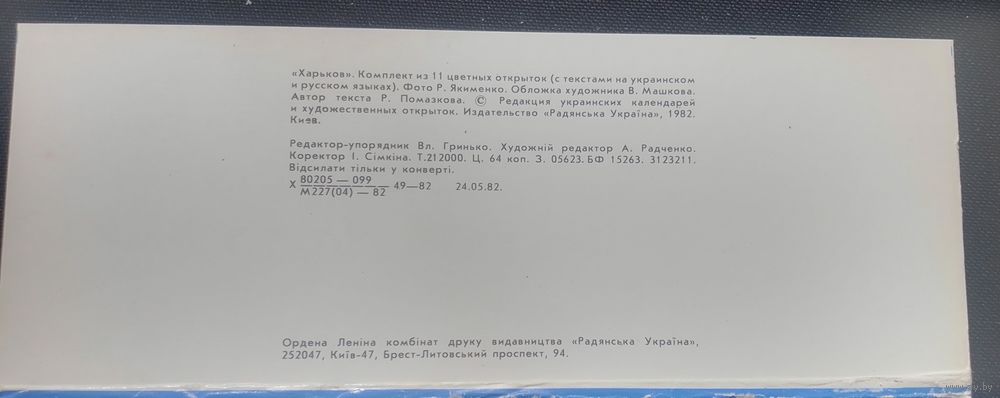 «Харьков». Комплект из 11 цветных открыток (с текстами на украинском
и русском языках). Фото Р. Якименко. Обложка художника В. Машкова.
Автор текста Р. Помазкова. © Редакция украинских календарей
и художественных открыток. Издательство «Радянська Україна», 1982.
Киев.
Редактор-упорядник Вл. Гринько. Художній редактор А. Радченко.
Коректор І. Сімкіна. Т.212000. Ц. 64 коп. З. 05623. БФ 15263. 3123211.
Відсилати тільки у конверті.
Х 80205 — 099
М227(04) — 82 49—82 24.05.82.
Ордена Леніна комбінат друку видавництва «Радянська Україна»,
252047, Київ-47, Брест-Литовський проспект, 94.